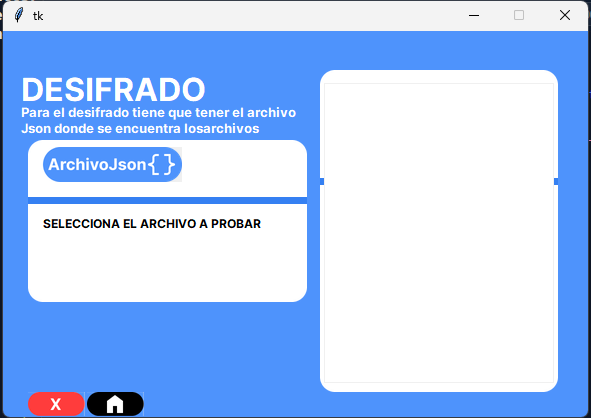 tk
DESIFRADO
Para el desifrado tiene que tener el archivo
Json donde se encuentra losarchivos
ArchivoJson{}
SELECCIONA EL ARCHIVO A PROBAR
X